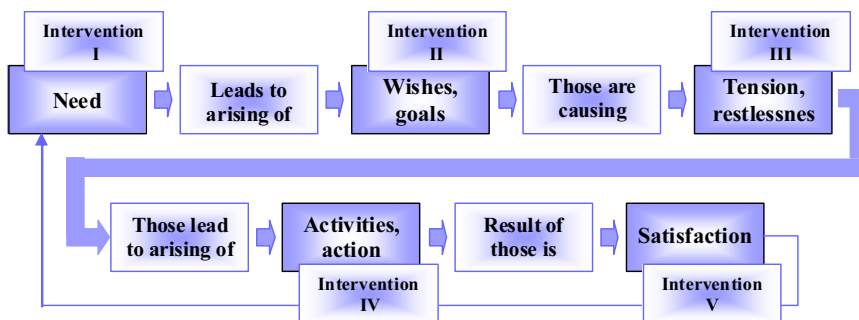 Intervention
I
Need
Leads to
arising of
Intervention
II
Wishes,
goals
Those are
causing
Intervention
III
Tension,
restlessnes
Those lead
to arising of
Activities,
action
Intervention
IV
Result of
those is
Satisfaction
Intervention
V